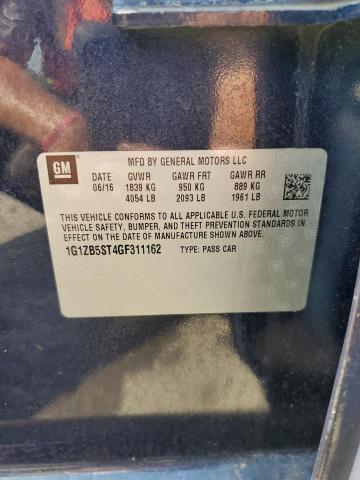 GM
MFD BY GENERAL MOTORS LLC
DATE GVWR GAWR FRT GAWR RR
06/16 1839 KG 950 KG 889 KG
4054 LB 2093 LB 1961 LB
THIS VEHICLE CONFORMS TO ALL APPLICABLE U.S. FEDERAL MOTOR
VEHICLE SAFETY, BUMPER, AND THEFT PREVENTION STANDARDS IN
EFFECT ON THE DATE OF MANUFACTURE SHOWN ABOVE.
1G1ZB5ST4GF311162 TYPE: PASS CAR